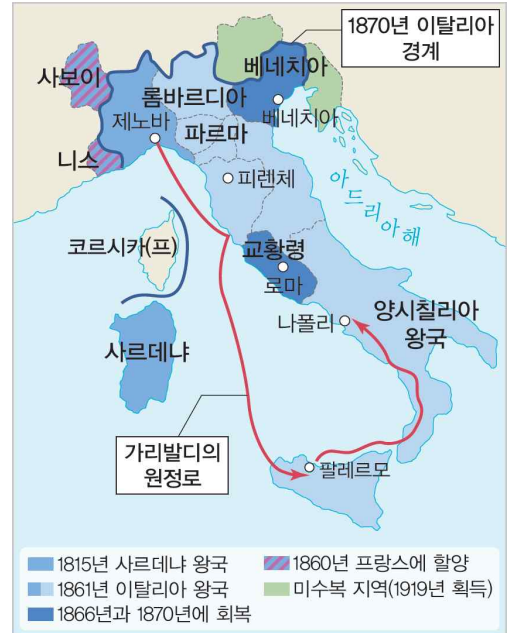 1870년 이탈리아
경계
사보이
베네치아
롬바르디아
제노바
베네치아
파르마
니스
피렌체
아드리아해
코르시카(프)
교황령
로마
양시칠리아
왕국
나폴리
사르데냐
가리발디의
원정로
팔레르모
1815년 사르데냐 왕국
1860년 프랑스에 할양
1861년 이탈리아 왕국
미수복 지역(1919년 획득)
1866년과 1870년에 회복